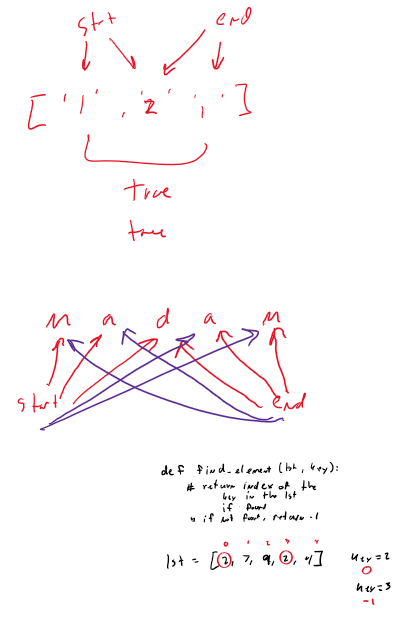 strt end
['1', '2', '1']
true
true
m a d a m
start end
def find_element (lst, key):
# return index of the
key in the lst
if found
# if not found, return -1
0 1 2 3 4
lst = [2, 7, 9, 2, 4] key = 2
0
key = 3
-1